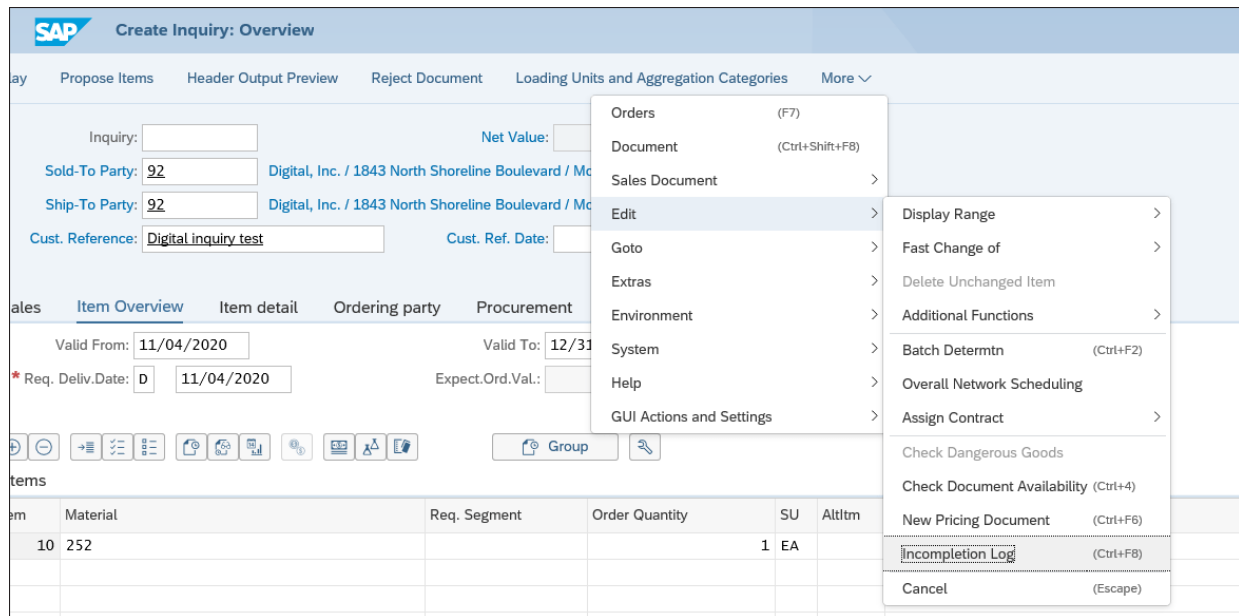 SAP Create Inquiry: Overview
lay Propose Items Header Output Preview Reject Document Loading Units and Aggregation Categories More
Orders (F7)
Document (Ctrl+Shift+F8)
Sales Document
Edit
Goto
Extras
Environment
System
Help
GUI Actions and Settings
Display Range
Fast Change of
Delete Unchanged Item
Additional Functions
Batch Determtn (Ctrl+F2)
Overall Network Scheduling
Assign Contract
Check Dangerous Goods
Check Document Availability (Ctrl+4)
New Pricing Document (Ctrl+F6)
Incompletion Log (Ctrl+F8)
Cancel (Escape)
Inquiry: Net Value:
Sold-To Party: 92 Digital, Inc. / 1843 North Shoreline Boulevard / Mo
Ship-To Party: 92 Digital, Inc. / 1843 North Shoreline Boulevard / Mo
Cust. Reference: Digital inquiry test Cust. Ref. Date:
ales Item Overview Item detail Ordering party Procurement
Valid From: 11/04/2020 Valid To: 12/31
* Req. Deliv.Date: D 11/04/2020 Expect.Ord.Val.:
Group
tems
em Material Req. Segment Order Quantity SU AltItm
10 252 1 EA